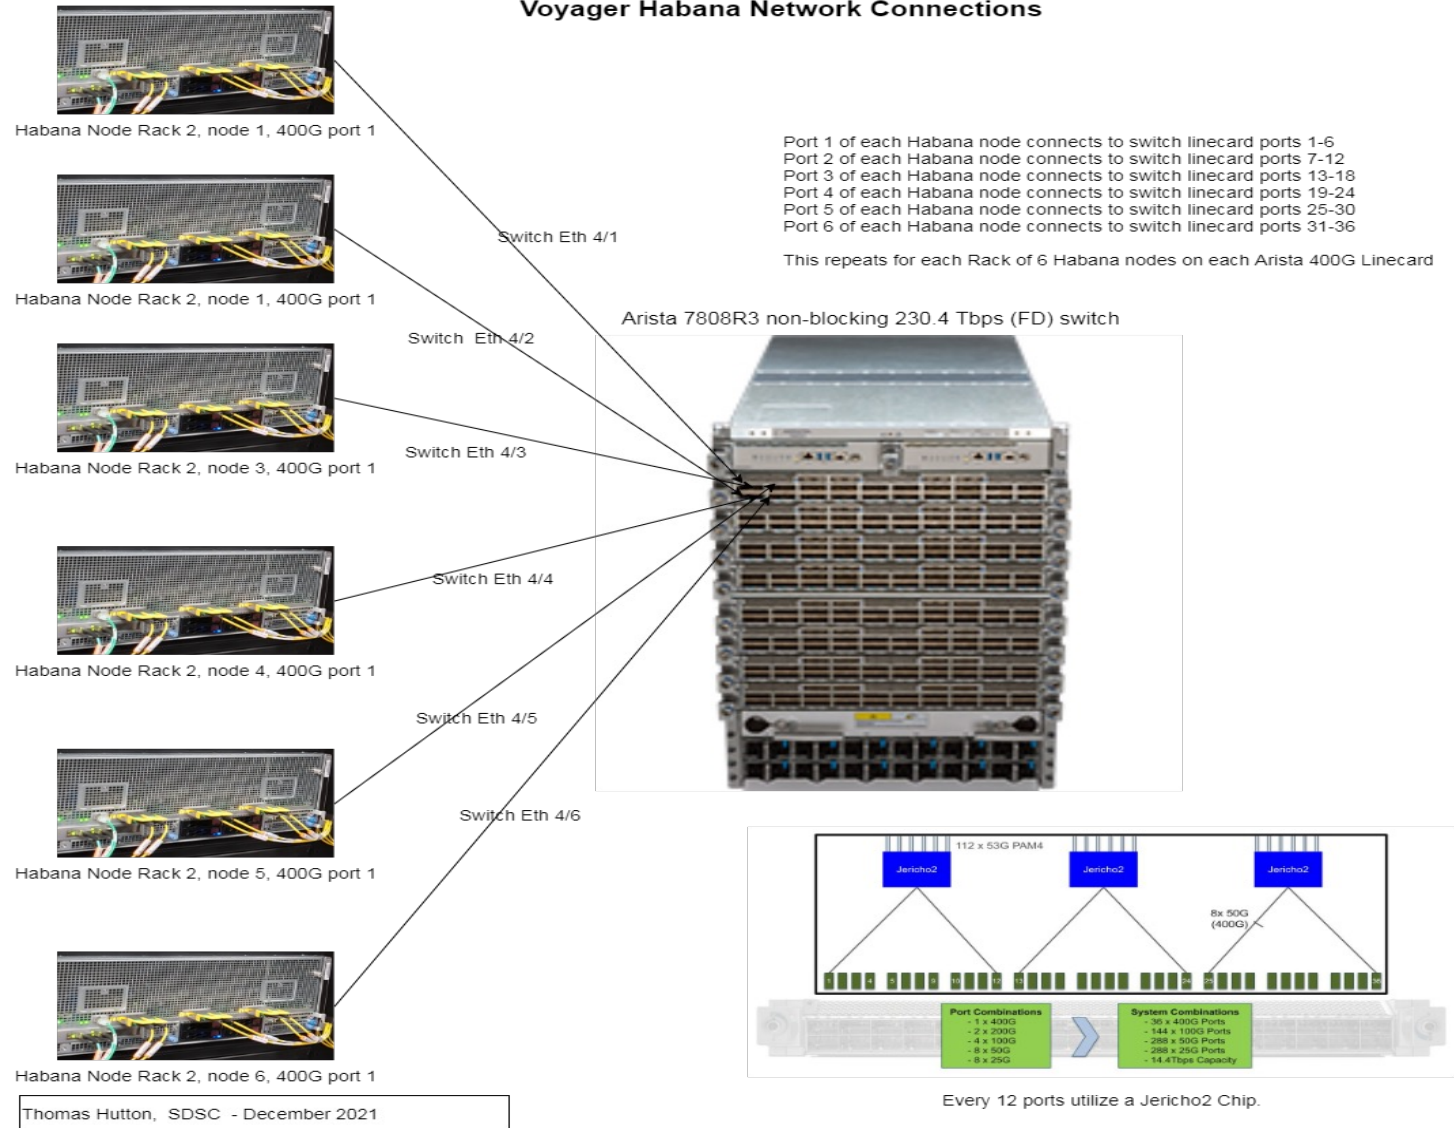 Voyager Habana Network Connections
Habana Node Rack 2, node 1, 400G port 1
Port 1 of each Habana node connects to switch linecard ports 1-6
Port 2 of each Habana node connects to switch linecard ports 7-12
Port 3 of each Habana node connects to switch linecard ports 13-18
Port 4 of each Habana node connects to switch linecard ports 19-24
Port 5 of each Habana node connects to switch linecard ports 25-30
Port 6 of each Habana node connects to switch linecard ports 31-36
This repeats for each Rack of 6 Habana nodes on each Arista 400G Linecard
Switch Eth 4/1
Habana Node Rack 2, node 1, 400G port 1
Arista 7808R3 non-blocking 230.4 Tbps (FD) switch
Switch  Eth 4/2
Switch Eth 4/3
Habana Node Rack 2, node 3, 400G port 1
Switch Eth 4/4
Habana Node Rack 2, node 4, 400G port 1
Switch Eth 4/5
Switch Eth 4/6
Habana Node Rack 2, node 5, 400G port 1
112 x 53G PAM4
Jericho2
Jericho2
Jericho2
8x 50G
(400G)
1 4 5 9 10 12 13 24 25 36
Port Combinations
- 1 x 400G
- 2 x 200G
- 4 x 100G
- 8 x 50G
- 8 x 25G
System Combinations
- 36 x 400G Ports
- 144 x 100G Ports
- 288 x 50G Ports
- 288 x 25G Ports
- 14.4Tbps Capacity
Habana Node Rack 2, node 6, 400G port 1
Every 12 ports utilize a Jericho2 Chip.
Thomas Hutton,  SDSC  - December 2021